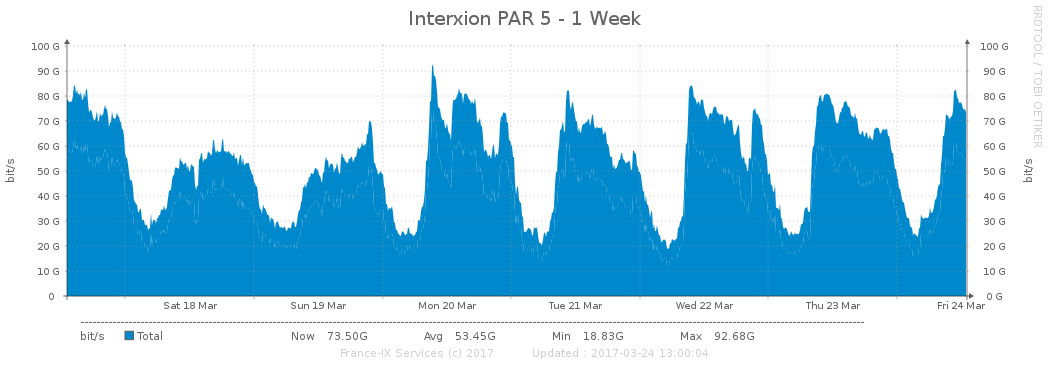 Interxion PAR 5 - 1 Week
RRDTOOL / TOBI OETIKER
100 G 100 G
90 G 90 G
80 G 80 G
70 G 70 G
60 G 60 G
50 G 50 G
40 G 40 G
30 G 30 G
20 G 20 G
10 G 10 G
0 0 G
bit/s
bit/s
Sat 18 Mar Sun 19 Mar Mon 20 Mar Tue 21 Mar Wed 22 Mar Thu 23 Mar Fri 24 Mar
bit/s Total Now 73.50G Avg 53.45G Min 18.83G Max 92.68G
France-IX Services (c) 2017 Updated : 2017-03-24 13:00:04